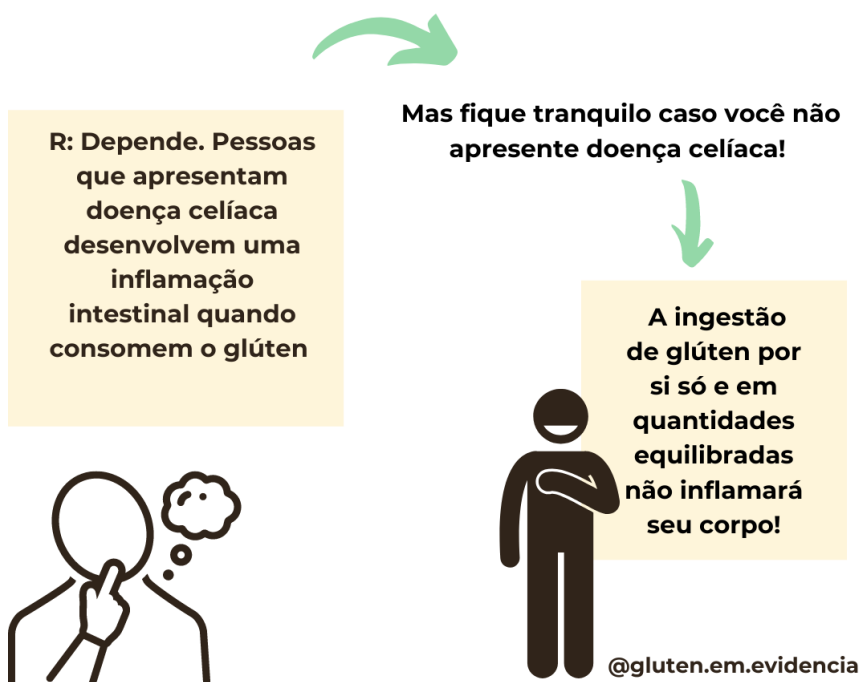 R: Depende. Pessoas
que apresentam
doença celíaca
desenvolvem uma
inflamação
intestinal quando
consomem o glúten
Mas fique tranquilo caso você não
apresente doença celíaca!
A ingestão
de glúten por
si só e em
quantidades
equilibradas
não inflamará
seu corpo!
@gluten.em.evidencia